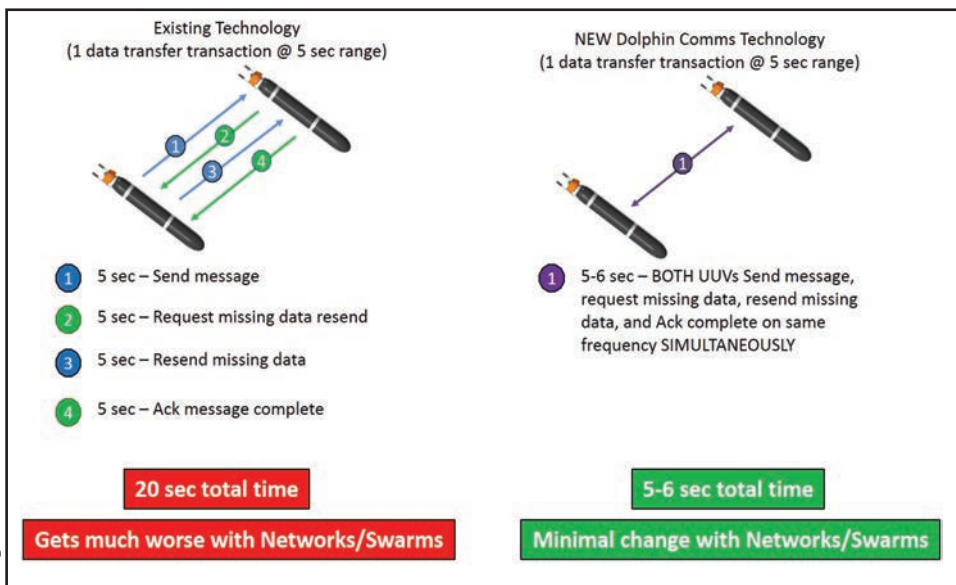 Existing Technology
(1 data transfer transaction @ 5 sec range)
1
2
3
4
1 5 sec – Send message
2 5 sec – Request missing data resend
3 5 sec – Resend missing data
4 5 sec – Ack message complete
20 sec total time
Gets much worse with Networks/Swarms
NEW Dolphin Comms Technology
(1 data transfer transaction @ 5 sec range)
1
1 5-6 sec – BOTH UUVs Send message,
request missing data, resend missing
data, and Ack complete on same
frequency SIMULTANEOUSLY
5-6 sec total time
Minimal change with Networks/Swarms